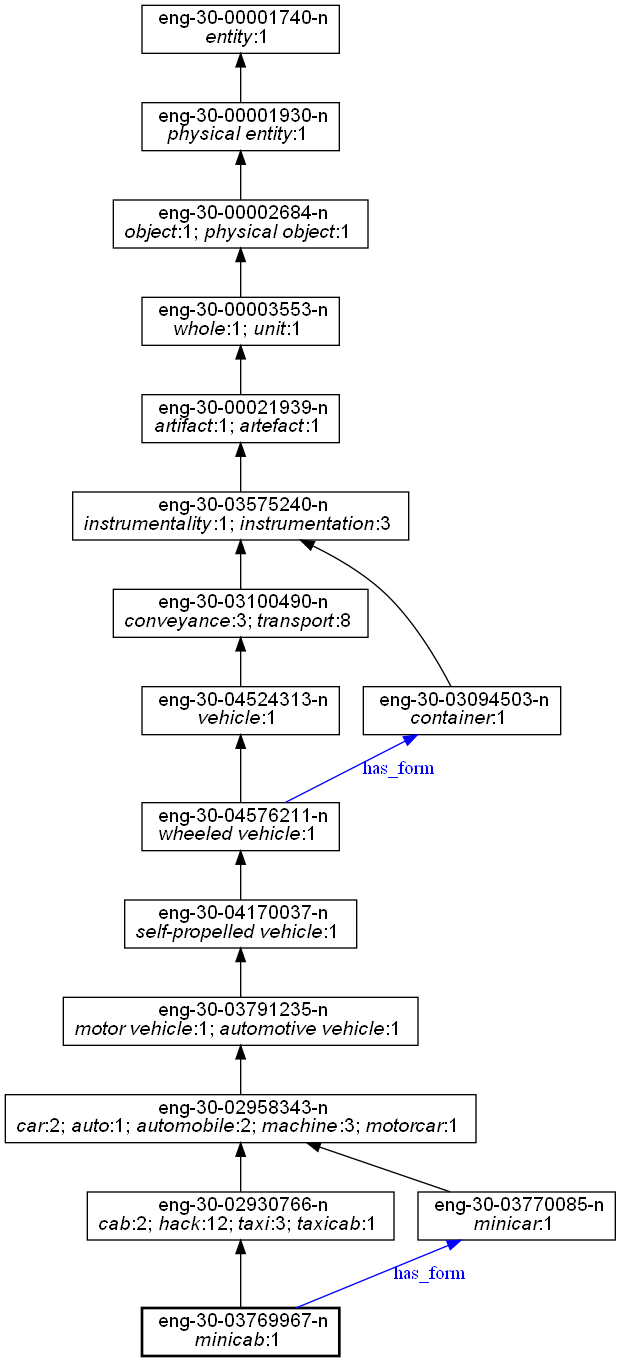 eng-30-00001740-n
entity:1
eng-30-00001930-n
physical entity:1
eng-30-00002684-n
object:1; physical object:1
eng-30-00003553-n
whole:1; unit:1
eng-30-00021939-n
artifact:1; artefact:1
eng-30-03575240-n
instrumentality:1; instrumentation:3
eng-30-03100490-n
conveyance:3; transport:8
eng-30-04524313-n
vehicle:1
eng-30-03094503-n
container:1
has_form
eng-30-04576211-n
wheeled vehicle:1
eng-30-04170037-n
self-propelled vehicle:1
eng-30-03791235-n
motor vehicle:1; automotive vehicle:1
eng-30-02958343-n
car:2; auto:1; automobile:2; machine:3; motorcar:1
eng-30-02930766-n
cab:2; hack:12; taxi:3; taxicab:1
eng-30-03770085-n
minicar:1
has_form
eng-30-03769967-n
minicab:1